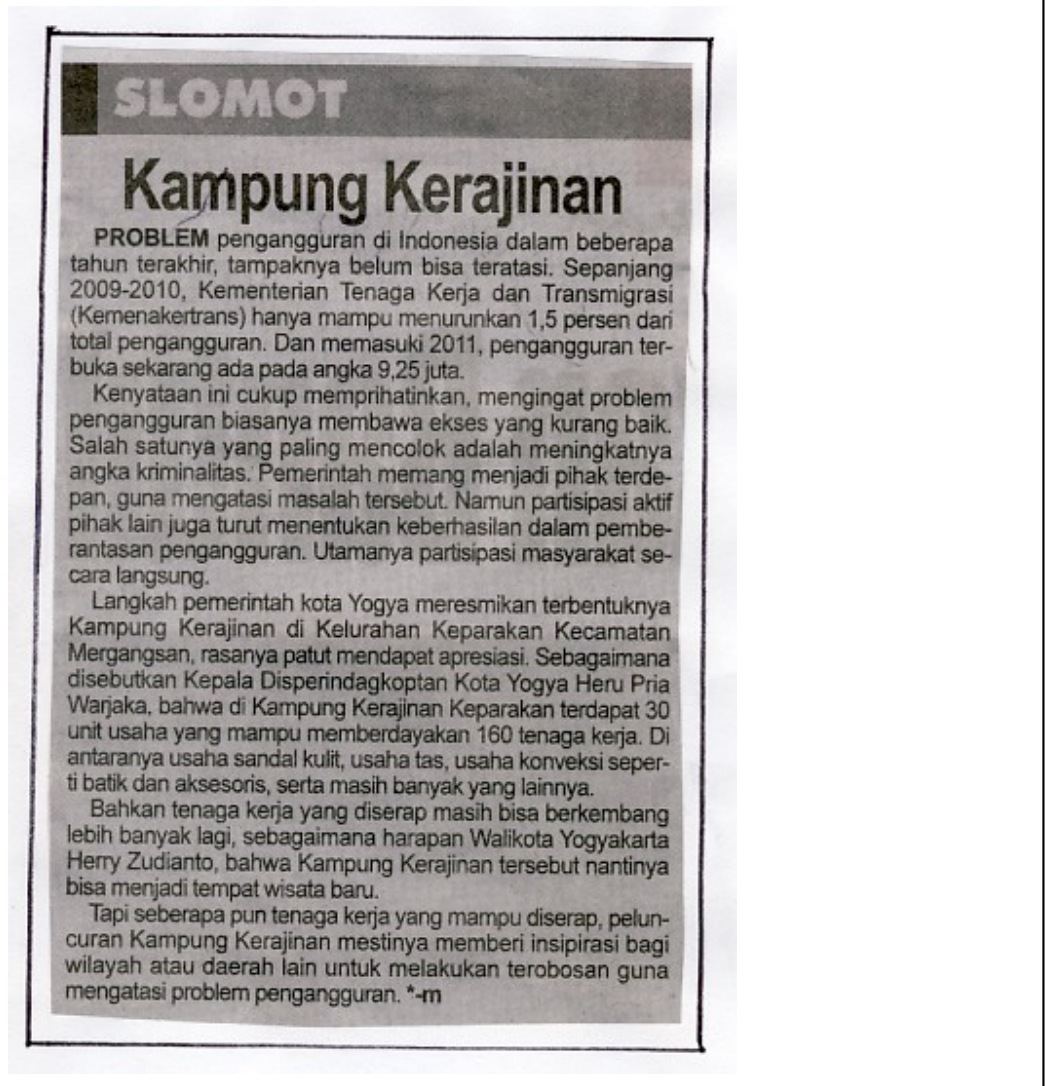 SLOMOT
Kampung Kerajinan
PROBLEM pengangguran di Indonesia dalam beberapa
tahun terakhir, tampaknya belum bisa teratasi. Sepanjang
2009-2010, Kementerian Tenaga Kerja dan Transmigrasi
(Kemenakertrans) hanya mampu menurunkan 1,5 persen dari
total pengangguran. Dan memasuki 2011, pengangguran ter-
buka sekarang ada pada angka 9,25 juta.
Kenyataan ini cukup memprihatinkan, mengingat problem
pengangguran biasanya membawa ekses yang kurang baik.
Salah satunya yang paling mencolok adalah meningkatnya
angka kriminalitas. Pemerintah memang menjadi pihak terde-
pan, guna mengatasi masalah tersebut. Namun partisipasi aktif
pihak lain juga turut menentukan keberhasilan dalam pembe-
rantasan pengangguran. Utamanya partisipasi masyarakat se-
cara langsung.
Langkah pemerintah kota Yogya meresmikan terbentuknya
Kampung Kerajinan di Kelurahan Keparakan Kecamatan
Mergangsan, rasanya patut mendapat apresiasi. Sebagaimana
disebutkan Kepala Disperindagkoptan Kota Yogya Heru Pria
Warjaka, bahwa di Kampung Kerajinan Keparakan terdapat 30
unit usaha yang mampu memberdayakan 160 tenaga kerja. Di
antaranya usaha sandal kulit, usaha tas, usaha konveksi seper-
ti batik dan aksesoris, serta masih banyak yang lainnya.
Bahkan tenaga kerja yang diserap masih bisa berkembang
lebih banyak lagi, sebagaimana harapan Walikota Yogyakarta
Herry Zudianto, bahwa Kampung Kerajinan tersebut nantinya
bisa menjadi tempat wisata baru.
Tapi seberapa pun tenaga kerja yang mampu diserap, pelun-
curan Kampung Kerajinan mestinya memberi insipirasi bagi
wilayah atau daerah lain untuk melakukan terobosan guna
mengatasi problem pengangguran. *-m